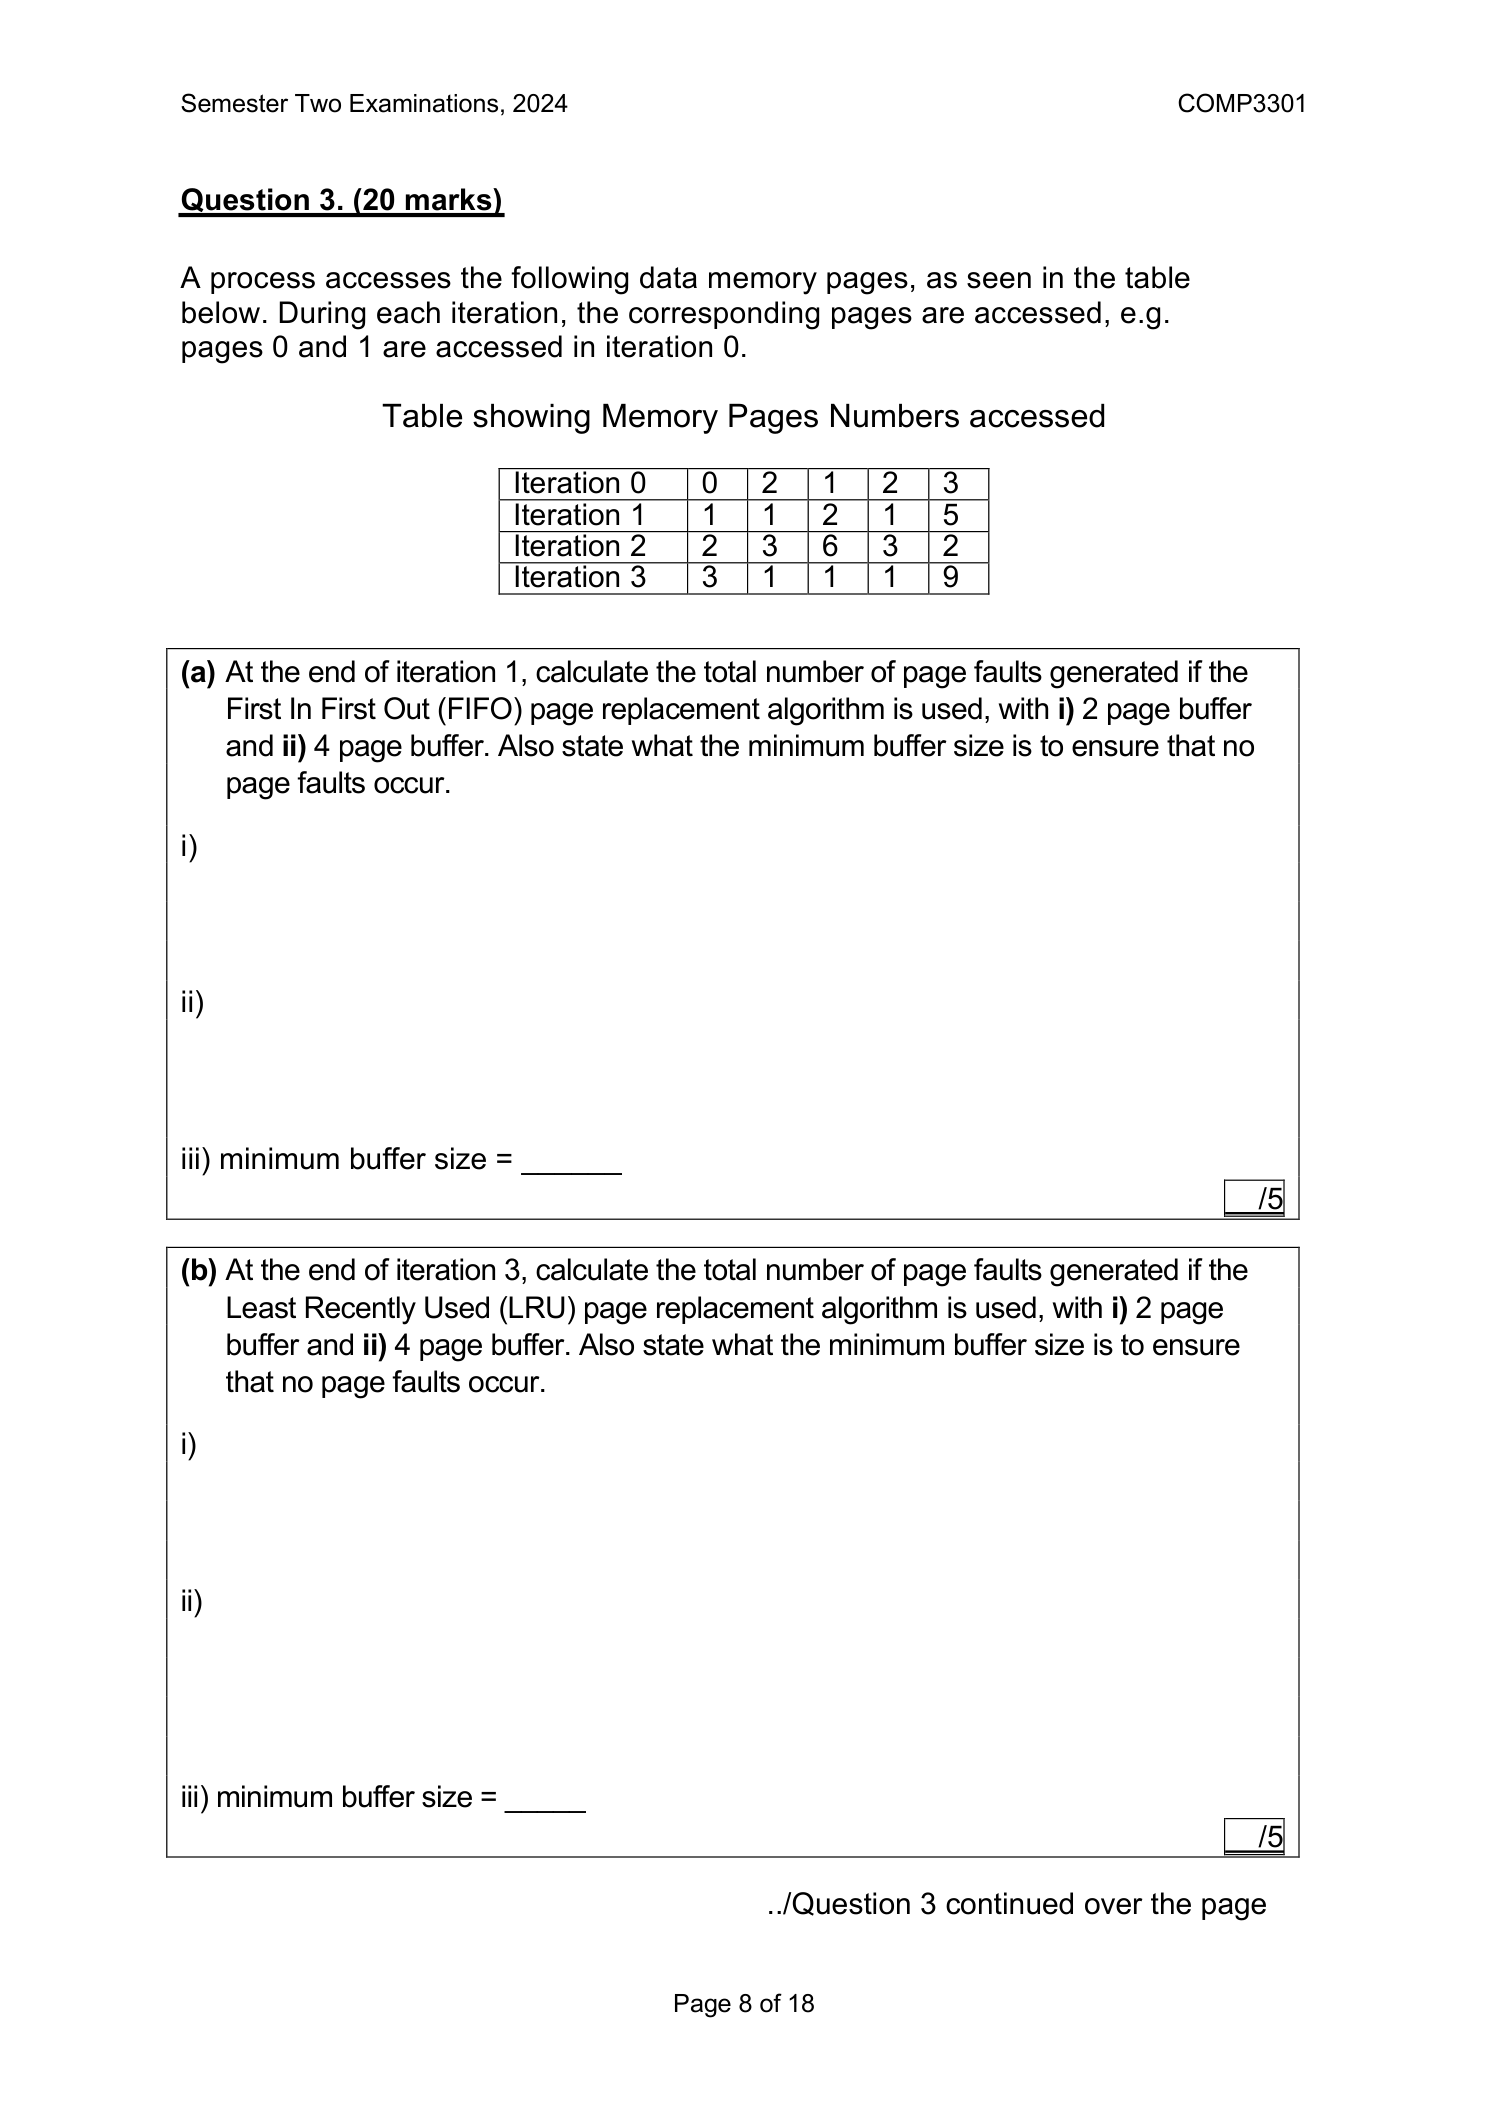 Semester Two Examinations, 2024 COMP3301
Question 3. (20 marks)
A process accesses the following data memory pages, as seen in the table
below. During each iteration, the corresponding pages are accessed, e.g.
pages 0 and 1 are accessed in iteration 0.
Table showing Memory Pages Numbers accessed
Iteration 0 0 2 1 2 3
Iteration 1 1 1 2 1 5
Iteration 2 2 3 6 3 2
Iteration 3 3 1 1 1 9
(a) At the end of iteration 1, calculate the total number of page faults generated if the
First In First Out (FIFO) page replacement algorithm is used, with i) 2 page buffer
and ii) 4 page buffer. Also state what the minimum buffer size is to ensure that no
page faults occur.
i)
ii)
iii) minimum buffer size = ______
/5
(b) At the end of iteration 3, calculate the total number of page faults generated if the
Least Recently Used (LRU) page replacement algorithm is used, with i) 2 page
buffer and ii) 4 page buffer. Also state what the minimum buffer size is to ensure
that no page faults occur.
i)
ii)
iii) minimum buffer size = _____
/5
../Question 3 continued over the page
Page 8 of 18